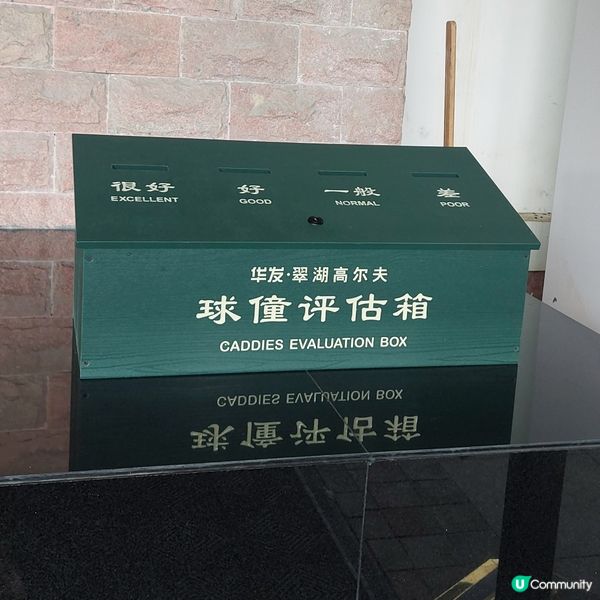 很好 好 一般 差
EXCELLENT GOOD NORMAL POOR
华发·翠湖高尔夫
球僮评估箱
CADDIES EVALUATION BOX
U Community